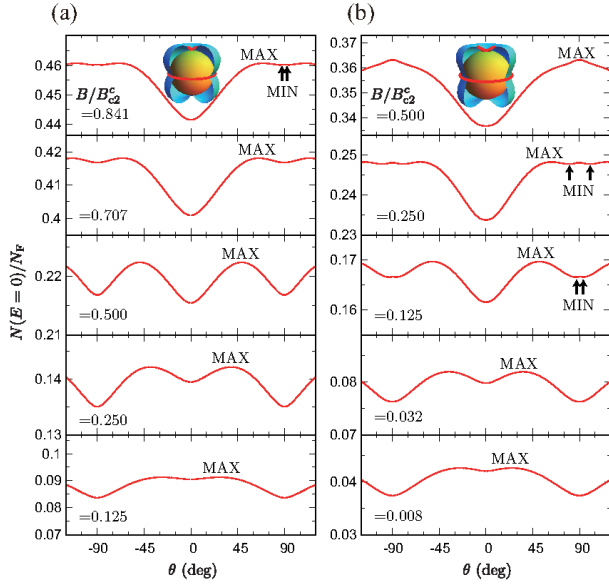 (a)
(b)
N(E=0)/N_F
0.46
0.45
0.44
B/B^c_c2
=0.841
MAX
MIN
0.42
0.41
0.4
=0.707
MAX
0.22
0.21
=0.500
MAX
0.14
0.13
=0.250
MAX
0.1
0.09
0.08
0.07
=0.125
MAX
-90
-45
0
45
90
θ (deg)
0.37
0.36
0.35
0.34
0.33
B/B^c_c2
=0.500
MAX
MIN
0.25
0.24
0.23
=0.250
MAX
MIN
0.17
0.16
=0.125
MAX
MIN
0.08
0.07
=0.032
MAX
0.04
0.03
=0.008
MAX
-90
-45
0
45
90
θ (deg)